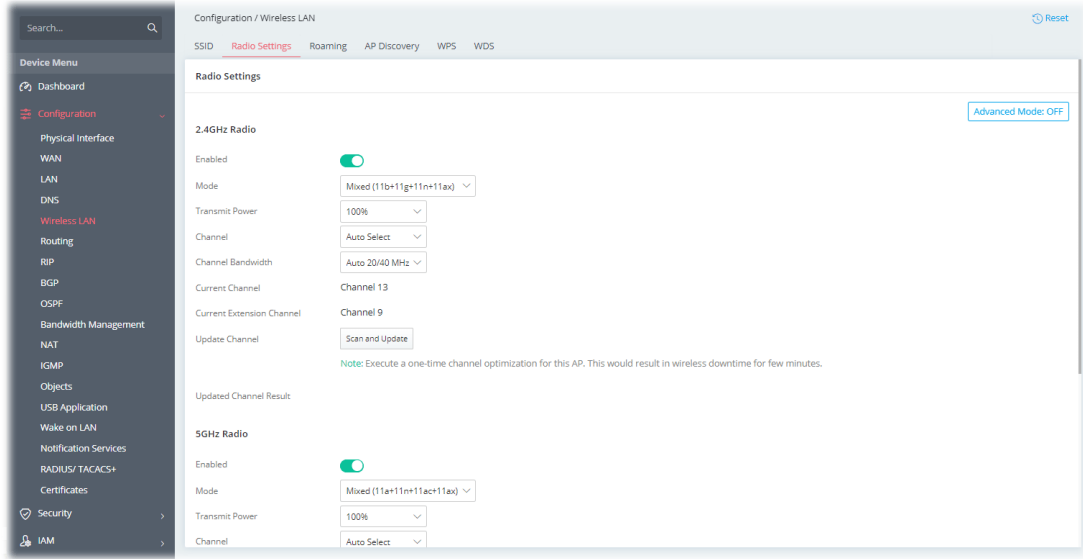 Search...
Device Menu
Dashboard
Configuration
Physical Interface
WAN
LAN
DNS
Wireless LAN
Routing
RIP
BGP
OSPF
Bandwidth Management
NAT
IGMP
Objects
USB Application
Wake on LAN
Notification Services
RADIUS/ TACACS+
Certificates
Security
IAM
Configuration / Wireless LAN
Reset
SSID Radio Settings Roaming AP Discovery WPS WDS
Radio Settings
Advanced Mode: OFF
2.4GHz Radio
Enabled
Mode Mixed (11b+11g+11n+11ax)
Transmit Power 100%
Channel Auto Select
Channel Bandwidth Auto 20/40 MHz
Current Channel Channel 13
Current Extension Channel Channel 9
Update Channel Scan and Update
Note: Execute a one-time channel optimization for this AP. This would result in wireless downtime for few minutes.
Updated Channel Result
5GHz Radio
Enabled
Mode Mixed (11a+11n+11ac+11ax)
Transmit Power 100%
Channel Auto Select